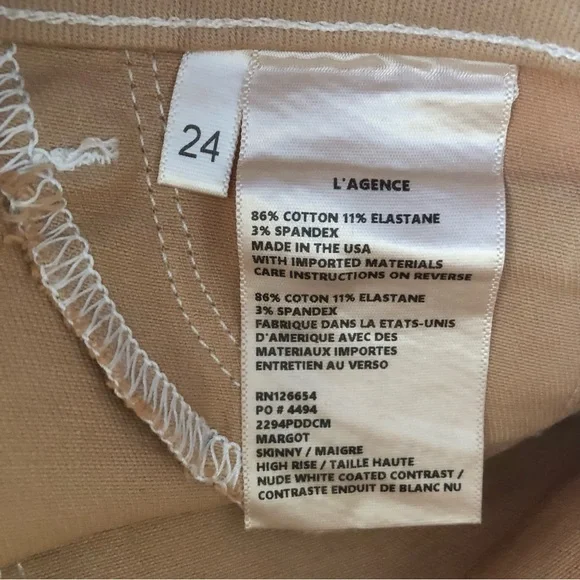 24
L'AGENCE
86% COTTON 11% ELASTANE
3% SPANDEX
MADE IN THE USA
WITH IMPORTED MATERIALS
CARE INSTRUCTIONS ON REVERSE
86% COTON 11% ELASTANE
3% SPANDEX
FABRIQUE DANS LA ETATS-UNIS
D'AMERIQUE AVEC DES
MATERIAUX IMPORTES
ENTRETIEN AU VERSO
RN126654
PO # 4494
2294PDDCM
MARGOT
SKINNY / MAIGRE
HIGH RISE / TAILLE HAUTE
NUDE WHITE COATED CONTRAST /
CONTRASTE ENDUIT DE BLANC NU